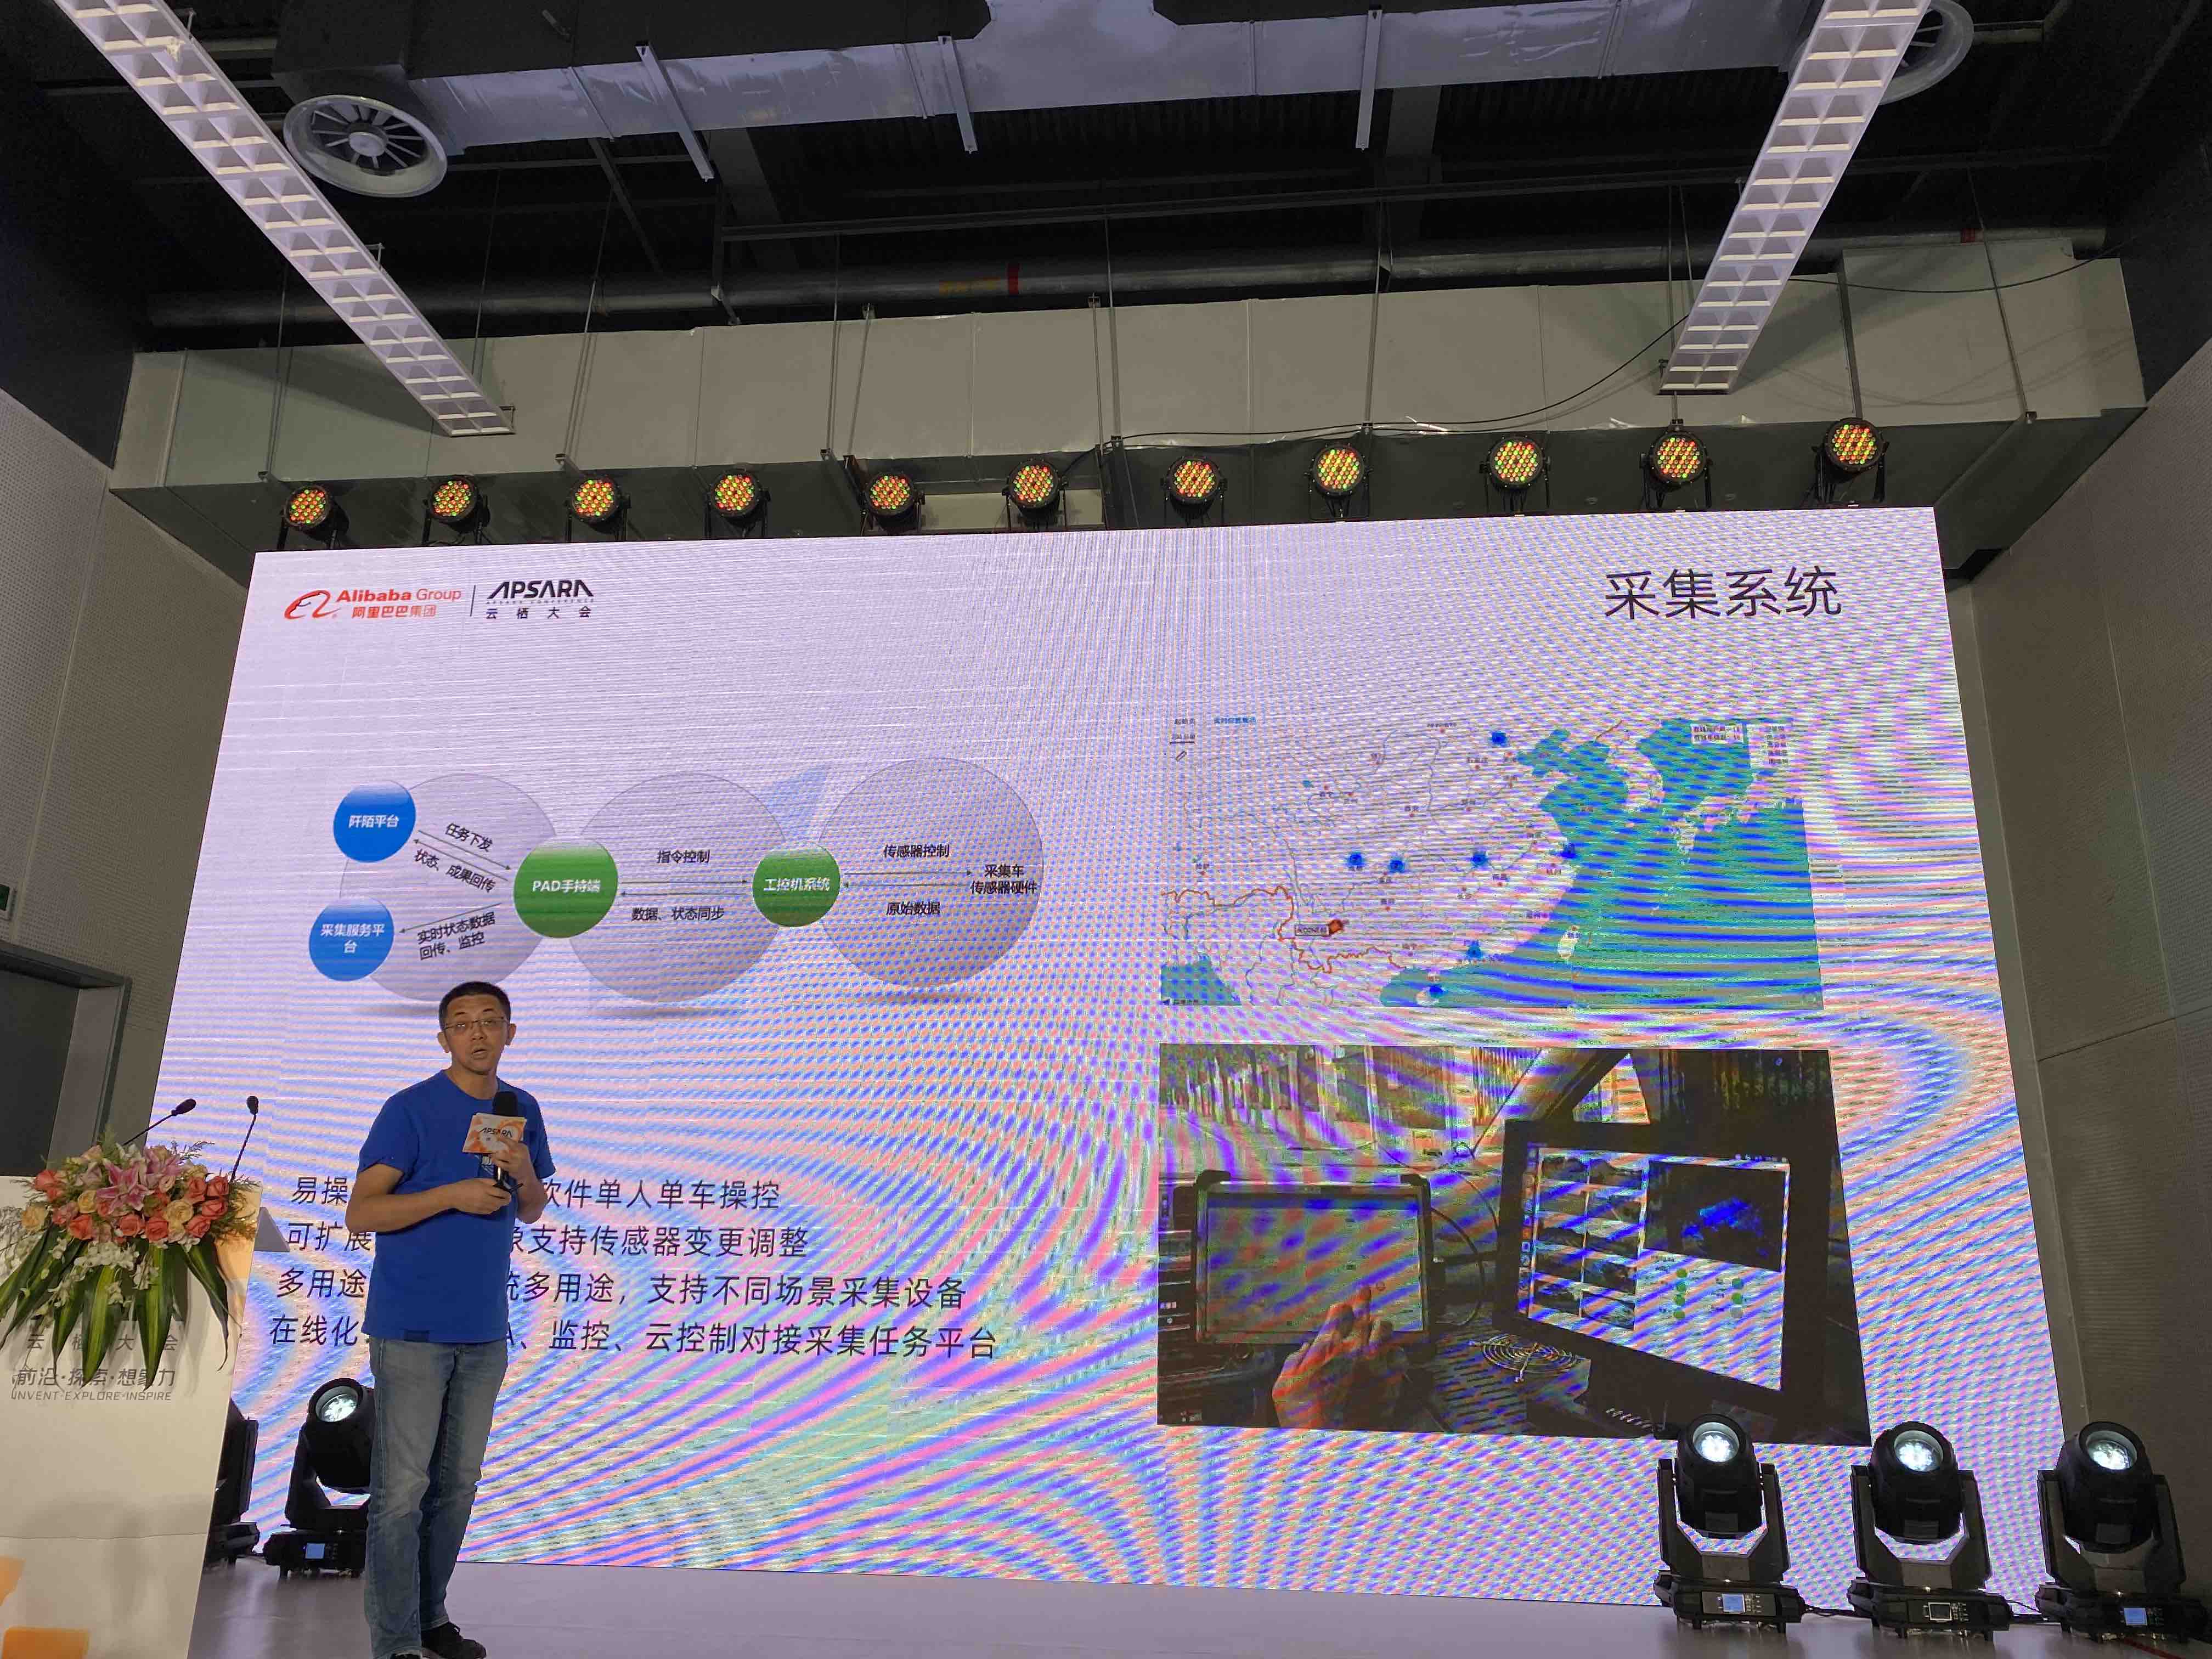 Alibaba Group
阿里巴巴集团
APSARA
云栖大会
采集系统
阡陌平台
任务下发
状态、成果回传
采集服务平台
实时状态数据
回传、监控
PAD手持端
指令控制
数据、状态同步
工控机系统
传感器控制
原始数据
采集车
传感器硬件
易操
软件单人单车操控
可扩展
象支持传感器变更调整
多用途
统多用途，支持不同场景采集设备
在线化
A、监控、云控制对接采集任务平台
APSARA
云栖大会
前沿·探索·想象力
INVENT·EXPLORE·INSPIRE